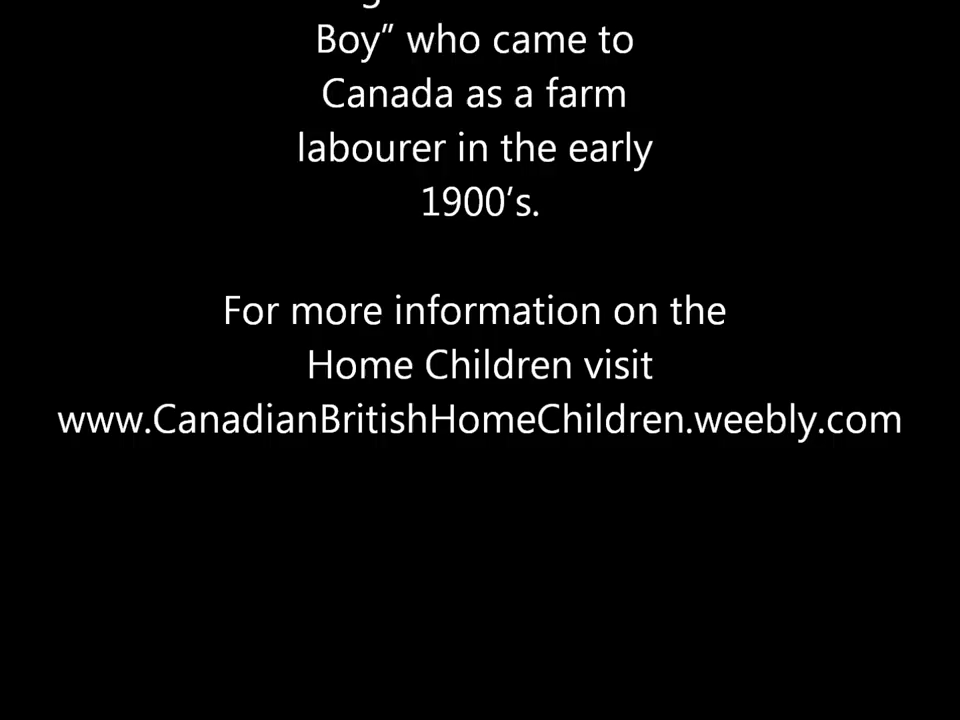 Boy” who came to
Canada as a farm
labourer in the early
1900’s.
For more information on the
Home Children visit
www.CanadianBritishHomeChildren.weebly.com